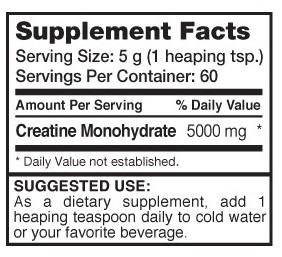 Supplement Facts
Serving Size: 5 g (1 heaping tsp.)
Servings Per Container: 60
Amount Per Serving % Daily Value
Creatine Monohydrate 5000 mg *
* Daily Value not established.
SUGGESTED USE:
As a dietary supplement, add 1
heaping teaspoon daily to cold water
or your favorite beverage.